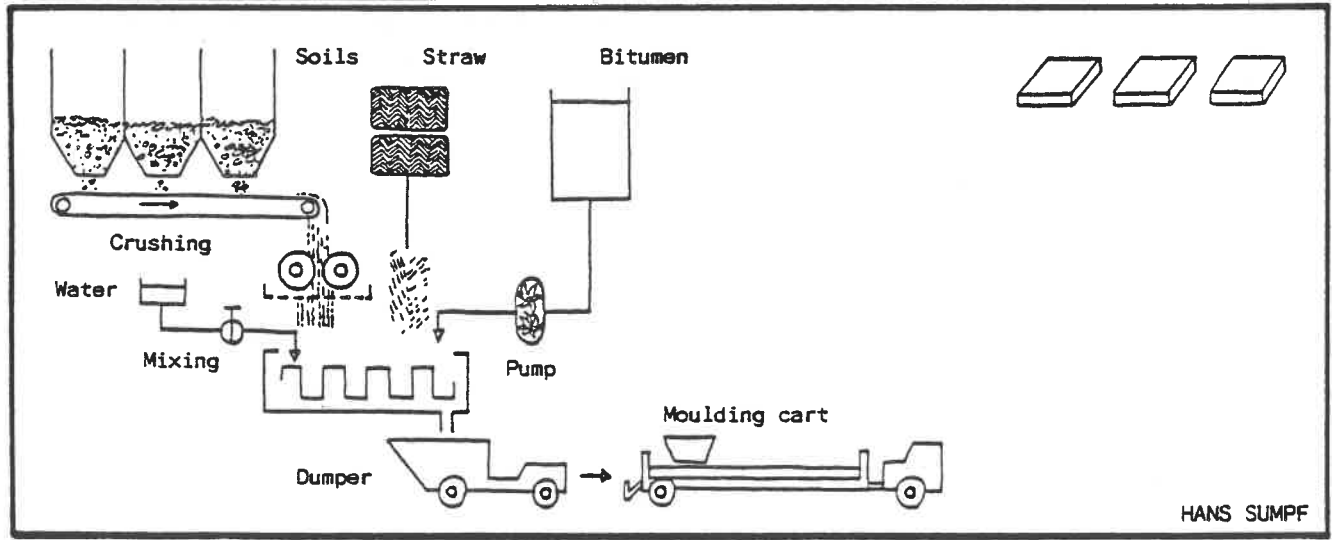 Soils Straw Bitumen
Crushing
Water
Mixing
Pump
Moulding cart
Dumper
HANS SUMPF